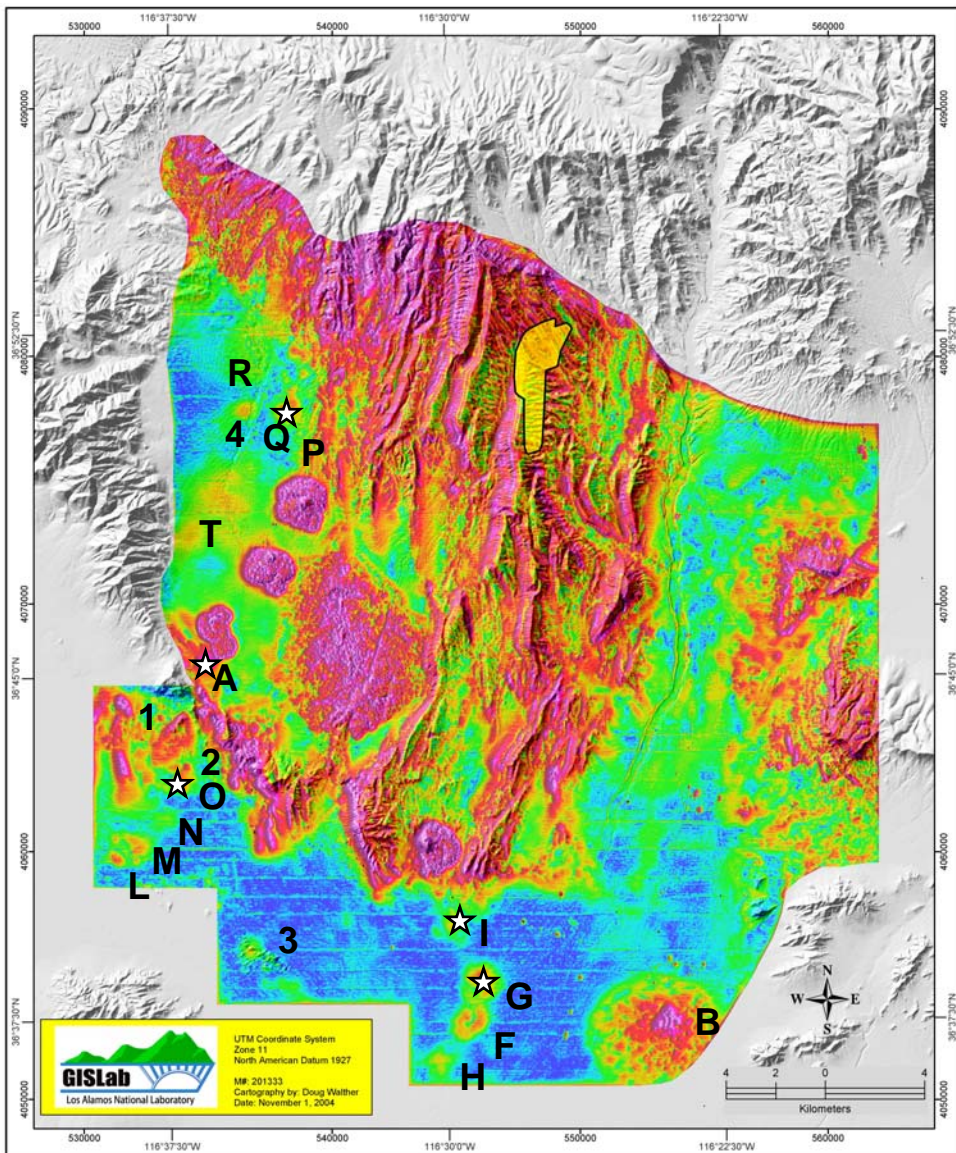 116°37'30"W 116°30'0"W 116°22'30"W
530000 540000 550000 560000
4090000 4090000
36°52'30"N 36°52'30"N
4080000 4080000
R
4 Q P
T
4070000 4070000
36°45'0"N 36°45'0"N
A
1
2
O
N
M
L
4060000 4060000
3
I
G
B
F
H
N
W E
S
36°37'30"N 36°37'30"N
4050000 4050000
GISLab
Los Alamos National Laboratory
UTM Coordinate System
Zone 11
North American Datum 1927
M#: 201333
Cartography by: Doug Walther
Date: November 1, 2004
4 2 0 4
Kilometers
530000 540000 550000 560000
116°37'30"W 116°30'0"W 116°22'30"W